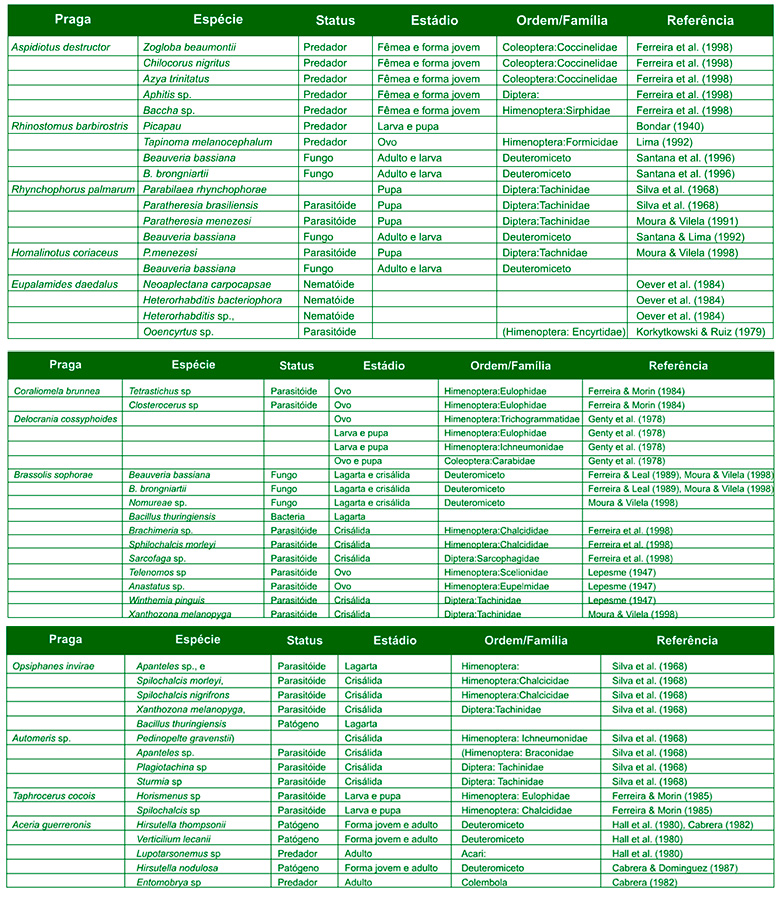 Praga Espécie Status Estádio Ordem/Família Referência
Aspidiotus destructor Zogloba beaumontii Predador Fêmea e forma jovem Coleoptera:Coccinelidae Ferreira et al. (1998)
Chilocorus nigritus Predador Fêmea e forma jovem Coleoptera:Coccinelidae Ferreira et al. (1998)
Azya trinitatus Predador Fêmea e forma jovem Coleoptera:Coccinelidae Ferreira et al. (1998)
Aphitis sp. Predador Fêmea e forma jovem Diptera: Ferreira et al. (1998)
Baccha sp. Predador Fêmea e forma jovem Himenoptera:Sirphidae Ferreira et al. (1998)
Rhinostomus barbirostris Picapau Predador Larva e pupa Bondar (1940)
Tapinoma melanocephalum Predador Ovo Himenoptera:Formicidae Lima (1992)
Beauveria bassiana Fungo Adulto e larva Deuteromiceto Santana et al. (1996)
B. brongniartii Fungo Adulto e larva Deuteromiceto Santana et al. (1996)
Rhynchophorus palmarum Parabilaea rhynchophorae Pupa Diptera:Tachinidae Silva et al. (1968)
Paratheresia brasiliensis Parasitóide Pupa Diptera:Tachinidae Silva et al. (1968)
Paratheresia menezesi Parasitóide Pupa Diptera:Tachinidae Moura & Vilela (1991)
Beauveria bassiana Fungo Adulto e larva Deuteromiceto Santana & Lima (1992)
Homalinotus coriaceus P.menezesi Parasitóide Pupa Diptera:Tachnidae Moura & Vilela (1998)
Beauveria bassiana Fungo Adulto e larva Deuteromiceto
Eupalamides daedalus Neoaplectana carpocapsae Nematóide Oever et al. (1984)
Heterorhabditis bacteriophora Nematóide Oever et al. (1984)
Heterorhabditis sp., Nematóide Oever et al. (1984)
Ooencyrtus sp. Parasitóide (Himenoptera: Encyrtidae) Korkytkowski & Ruiz (1979)
Praga Espécie Status Estádio Ordem/Família Referência
Coraliomela brunnea Tetrastichus sp Parasitóide Ovo Himenoptera:Eulophidae Ferreira & Morin (1984)
Closterocerus sp Parasitóide Ovo Himenoptera:Eulophidae Ferreira & Morin (1984)
Delocrania cossyphoides Ovo Himenoptera:Trichogrammatidae Genty et al. (1978)
Larva e pupa Himenoptera:Eulophidae Genty et al. (1978)
Larva e pupa Himenoptera:Ichneumonidae Genty et al. (1978)
Ovo e pupa Coleoptera:Carabidae Genty et al. (1978)
Brassolis sophorae Beauveria bassiana Fungo Lagarta e crisálida Deuteromiceto Ferreira & Leal (1989), Moura & Vilela (1998)
B. brongniartii Fungo Lagarta e crisálida Deuteromiceto Ferreira & Leal (1989), Moura & Vilela (1998)
Nomureae sp. Fungo Lagarta e crisálida Deuteromiceto Moura & Vilela (1998)
Bacillus thuringiensis Bacteria Lagarta
Brachimeria sp. Parasitóide Crisálida Himenoptera:Chalcididae Ferreira et al. (1998)
Sphilochalcis morleyi Parasitóide Crisálida Himenoptera:Chalcididae Ferreira et al. (1998)
Sarcofaga sp. Parasitóide Crisálida Diptera:Sarcophagidae Ferreira et al. (1998)
Telenomos sp Parasitóide Ovo Himenoptera:Scelionidae Lepesme (1947)
Anastatus sp. Parasitóide Ovo Himenoptera:Eupelmidae Lepesme (1947)
Winthemia pinguis Parasitóide Crisálida Diptera:Tachinidae Lepesme (1947)
Xanthozona melanopyga Parasitóide Crisálida Diptera:Tachinidae Moura & Vilela (1998)
Praga Espécie Status Estádio Ordem/Família Referência
Opsiphanes invirae Apanteles sp., e Parasitóide Lagarta Himenoptera: Silva et al. (1968)
Spilochalcis morleyi, Parasitóide Crisálida Himenoptera:Chalcicidae Silva et al. (1968)
Spilochalcis nigrifrons Parasitóide Crisálida Himenoptera:Chalcicidae Silva et al. (1968)
Xanthozona melanopyga, Parasitóide Crisálida Diptera:Tachinidae Silva et al. (1968)
Bacillus thuringiensis Patógeno Lagarta
Automeris sp. Pedinopelte gravenstii) Crisálida Himenoptera: Ichneumonidae Silva et al. (1968)
Apanteles sp. Parasitóide Crisálida (Himenoptera: Braconidae Silva et al. (1968)
Plagiotachina sp Parasitóide Crisálida Diptera: Tachinidae Silva et al. (1968)
Sturmia sp Parasitóide Crisálida Diptera: Tachinidae Silva et al. (1968)
Taphrocerus cocois Horismenus sp Parasitóide Larva e pupa Himenoptera: Eulophidae Ferreira & Morin (1985)
Spilochalcis sp Parasitóide Larva e pupa Himenoptera: Chalcididae Ferreira & Morin (1985)
Aceria guerreronis Hirsutella thompsonii Patógeno Forma jovem e adulto Deuteromiceto Hall et al. (1980), Cabrera (1982)
Verticilium lecanii Patógeno Forma jovem e adulto Deuteromiceto Hall et al. (1980)
Lupotarsonemus sp Predador Adulto Acari: Hall et al. (1980)
Hirsutella nodulosa Patógeno Forma jovem e adulto Deuteromiceto Cabrera & Dominguez (1987)
Entomobrya sp Predador Adulto Colembola Cabrera (1982)